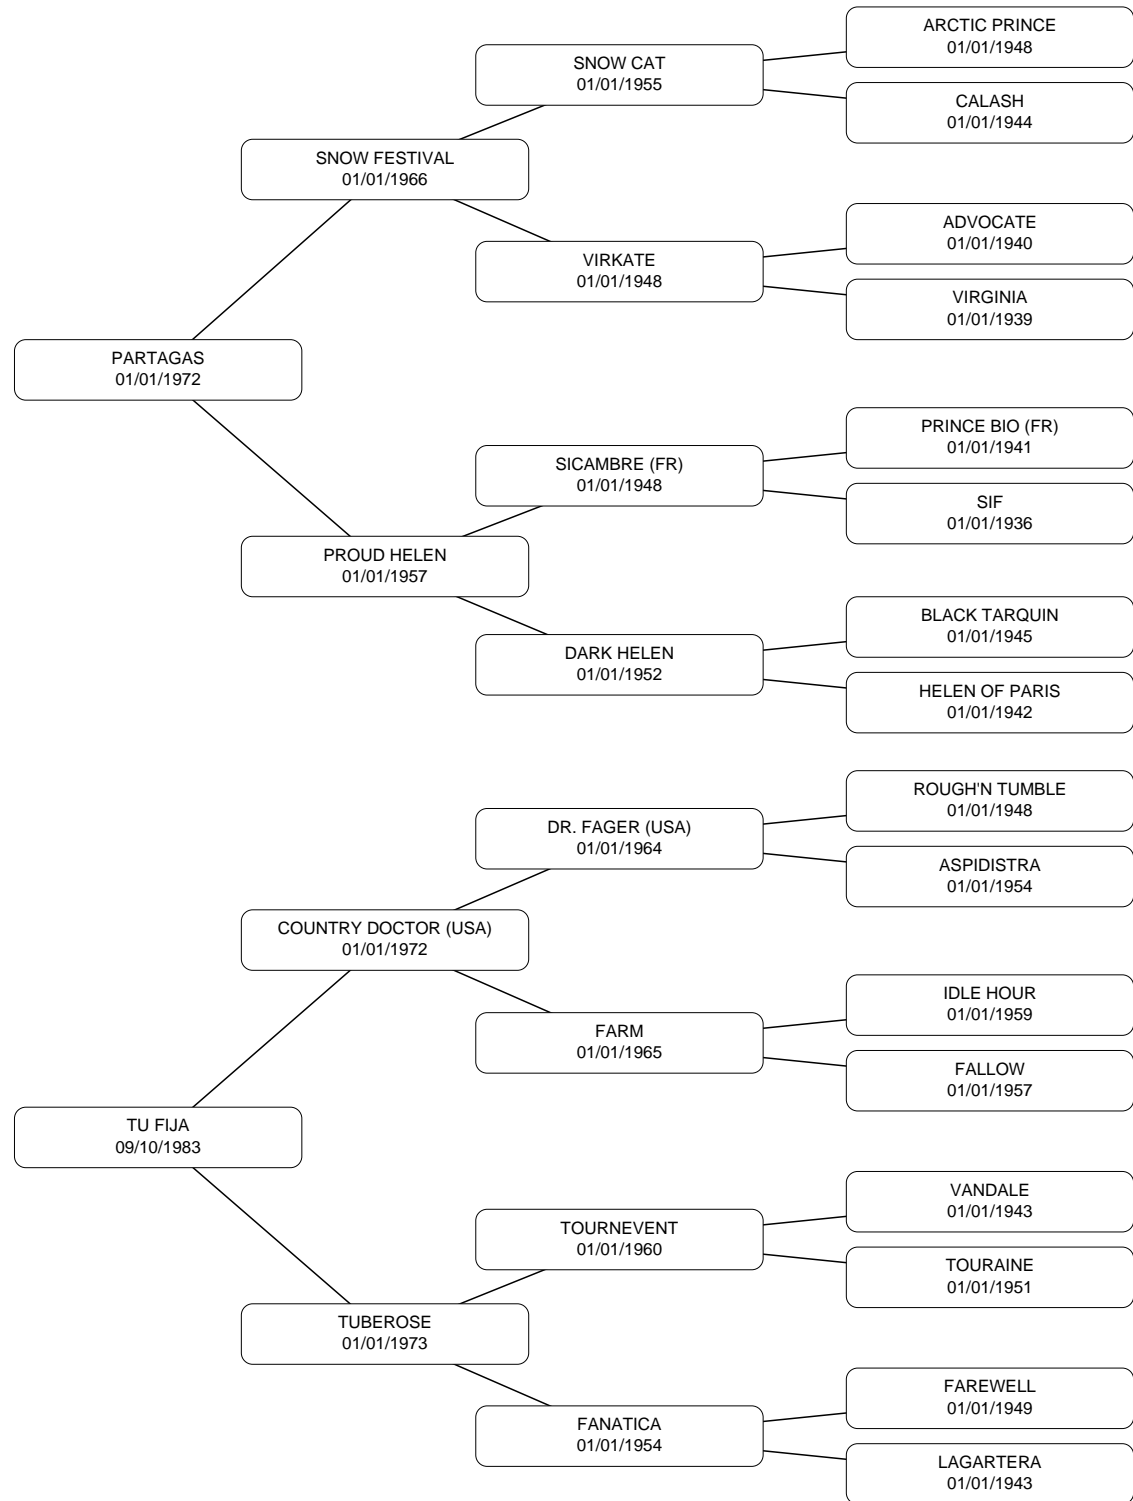 ARCTIC PRINCE
01/01/1948
SNOW CAT
01/01/1955
CALASH
01/01/1944
SNOW FESTIVAL
01/01/1966
ADVOCATE
01/01/1940
VIRKATE
01/01/1948
VIRGINIA
01/01/1939
PARTAGAS
01/01/1972
PRINCE BIO (FR)
01/01/1941
SICAMBRE (FR)
01/01/1948
SIF
01/01/1936
PROUD HELEN
01/01/1957
BLACK TARQUIN
01/01/1945
DARK HELEN
01/01/1952
HELEN OF PARIS
01/01/1942
ROUGH'N TUMBLE
01/01/1948
DR. FAGER (USA)
01/01/1964
ASPIDISTRA
01/01/1954
COUNTRY DOCTOR (USA)
01/01/1972
IDLE HOUR
01/01/1959
FARM
01/01/1965
FALLOW
01/01/1957
TU FIJA
09/10/1983
VANDALE
01/01/1943
TOURNEVENT
01/01/1960
TOURAINE
01/01/1951
TUBEROSE
01/01/1973
FAREWELL
01/01/1949
FANATICA
01/01/1954
LAGARTERA
01/01/1943